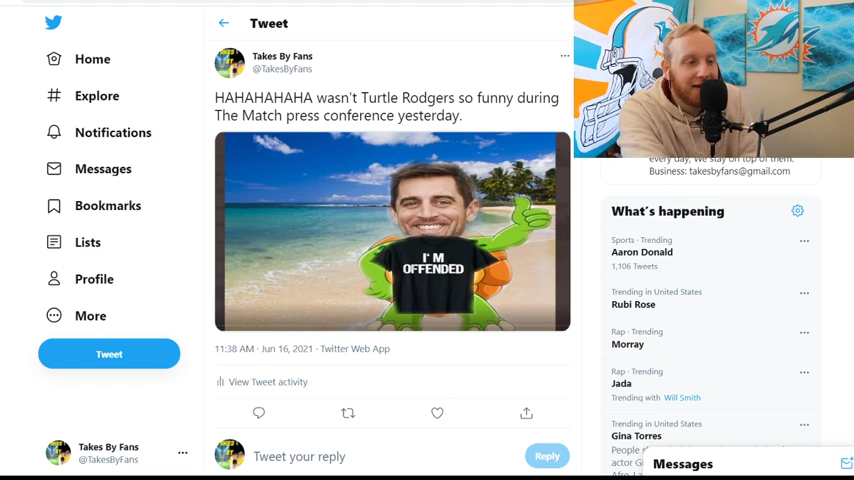 Home
Explore
Notifications
Messages
Bookmarks
Lists
Profile
More
Tweet
Takes By Fans
@TakesByFans
Tweet
Takes By Fans
@TakesByFans
HAHAHAHAHA wasn't Turtle Rodgers so funny during
The Match press conference yesterday.
I'M
OFFENDED
11:38 AM · Jun 16, 2021 · Twitter Web App
View Tweet activity
Tweet your reply
Reply
every day, We stay on top of them.
Business: takesbyfans@gmail.com
What's happening
Sports · Trending
Aaron Donald
1,106 Tweets
Trending in United States
Rubi Rose
Rap · Trending
Morray
Rap · Trending
Jada
Trending with Will Smith
Trending in United States
Gina Torres
People
actor
Messages